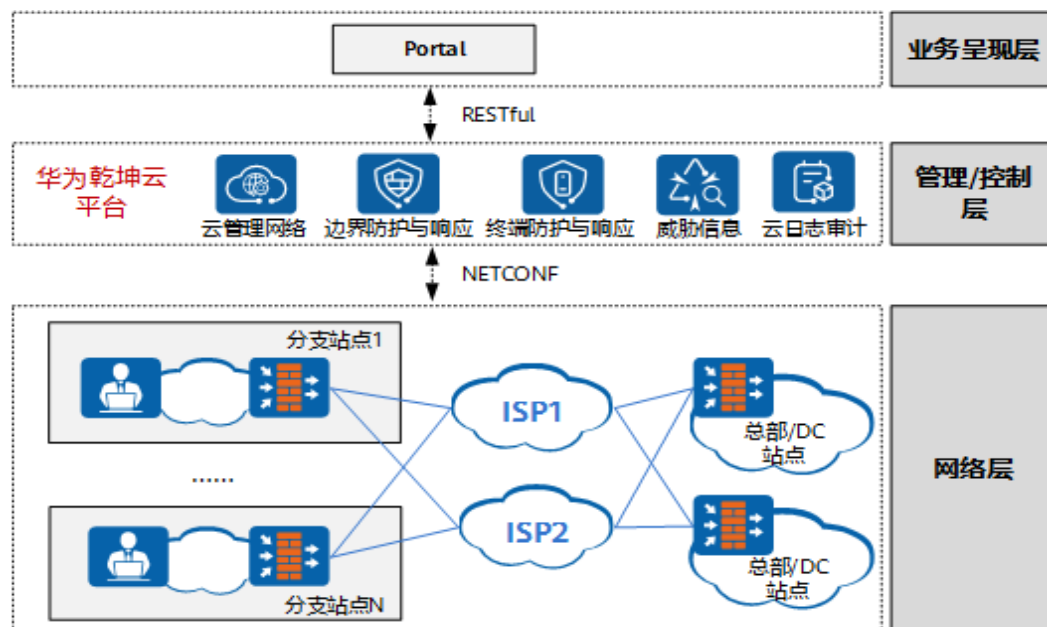 Portal
业务呈现层
RESTful
华为乾坤云
平台
云管理网络
边界防护与响应
终端防护与响应
威胁信息
云日志审计
管理/控制
层
NETCONF
分支站点1
ISP1
总部/DC
站点
......
网络层
ISP2
总部/DC
站点
分支站点N